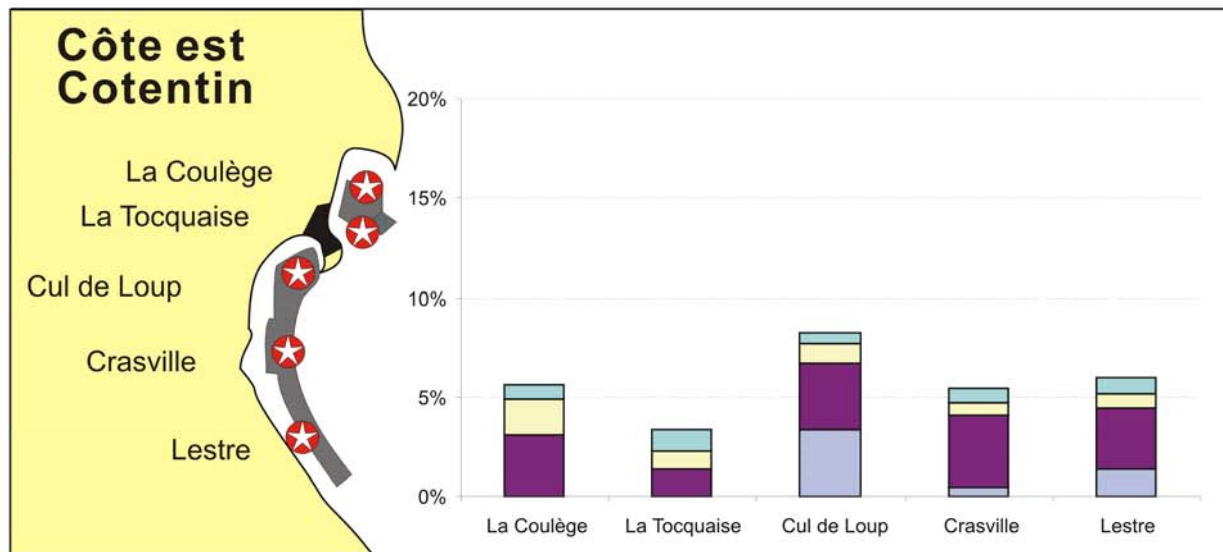 Côte est
Cotentin
La Coulège
La Tocquaise
Cul de Loup
Crasville
Lestre
20%
15%
10%
5%
0%
La Coulège La Tocquaise Cul de Loup Crasville Lestre